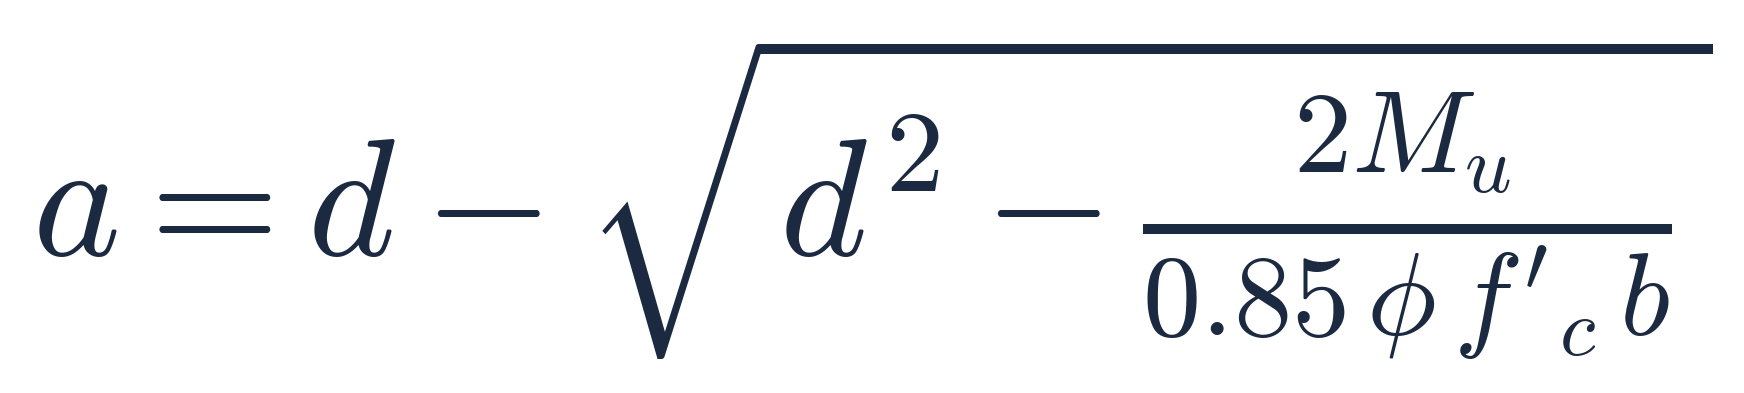 a = d − √(d² − 2Mᵤ / (0.85 ϕ f′c b))